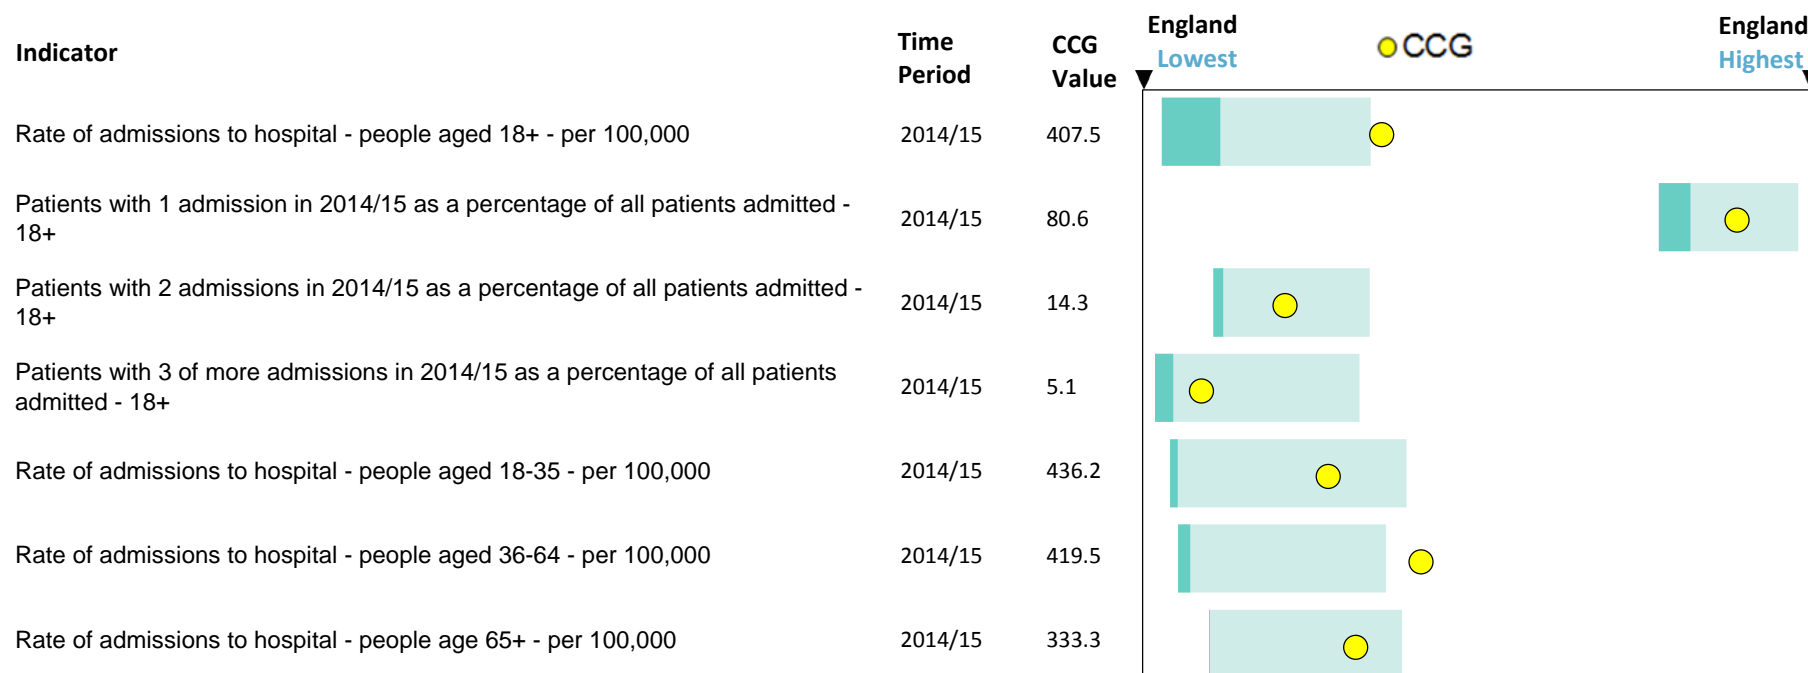 Indicator
Time Period
CCG Value
England Lowest
CCG
England Highest
Rate of admissions to hospital - people aged 18+ - per 100,000 2014/15 407.5
Patients with 1 admission in 2014/15 as a percentage of all patients admitted -
18+
2014/15 80.6
Patients with 2 admissions in 2014/15 as a percentage of all patients admitted -
18+
2014/15 14.3
Patients with 3 of more admissions in 2014/15 as a percentage of all patients
admitted - 18+
2014/15 5.1
Rate of admissions to hospital - people aged 18-35 - per 100,000 2014/15 436.2
Rate of admissions to hospital - people aged 36-64 - per 100,000 2014/15 419.5
Rate of admissions to hospital - people age 65+ - per 100,000 2014/15 333.3